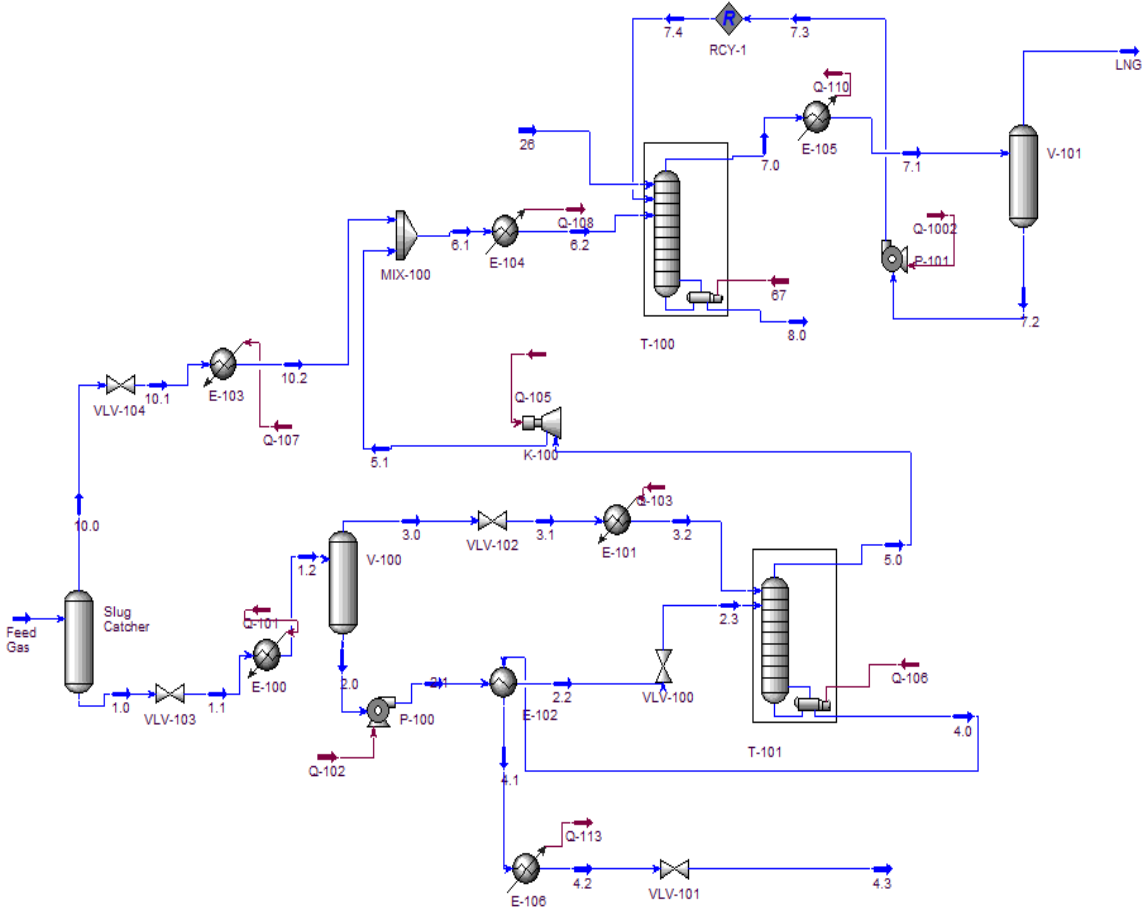 7.4
R
7.3
RCY-1
LNG
Q-110
26
7.0
E-105
7.1
V-101
Q-108
Q-1002
6.1
E-104
6.2
P-101
MIX-100
67
8.0
7.2
T-100
10.1
10.2
VLV-104
E-103
Q-105
Q-107
5.1
K-100
Q-103
10.0
3.0
VLV-102
3.1
E-101
3.2
1.2
V-100
5.0
Feed
Gas
Slug
Catcher
Q-101
2.3
1.0
VLV-103
1.1
E-100
2.0
2.1
2.2
VLV-100
Q-106
P-100
E-102
4.0
Q-102
4.1
T-101
Q-113
4.2
VLV-101
4.3
E-106